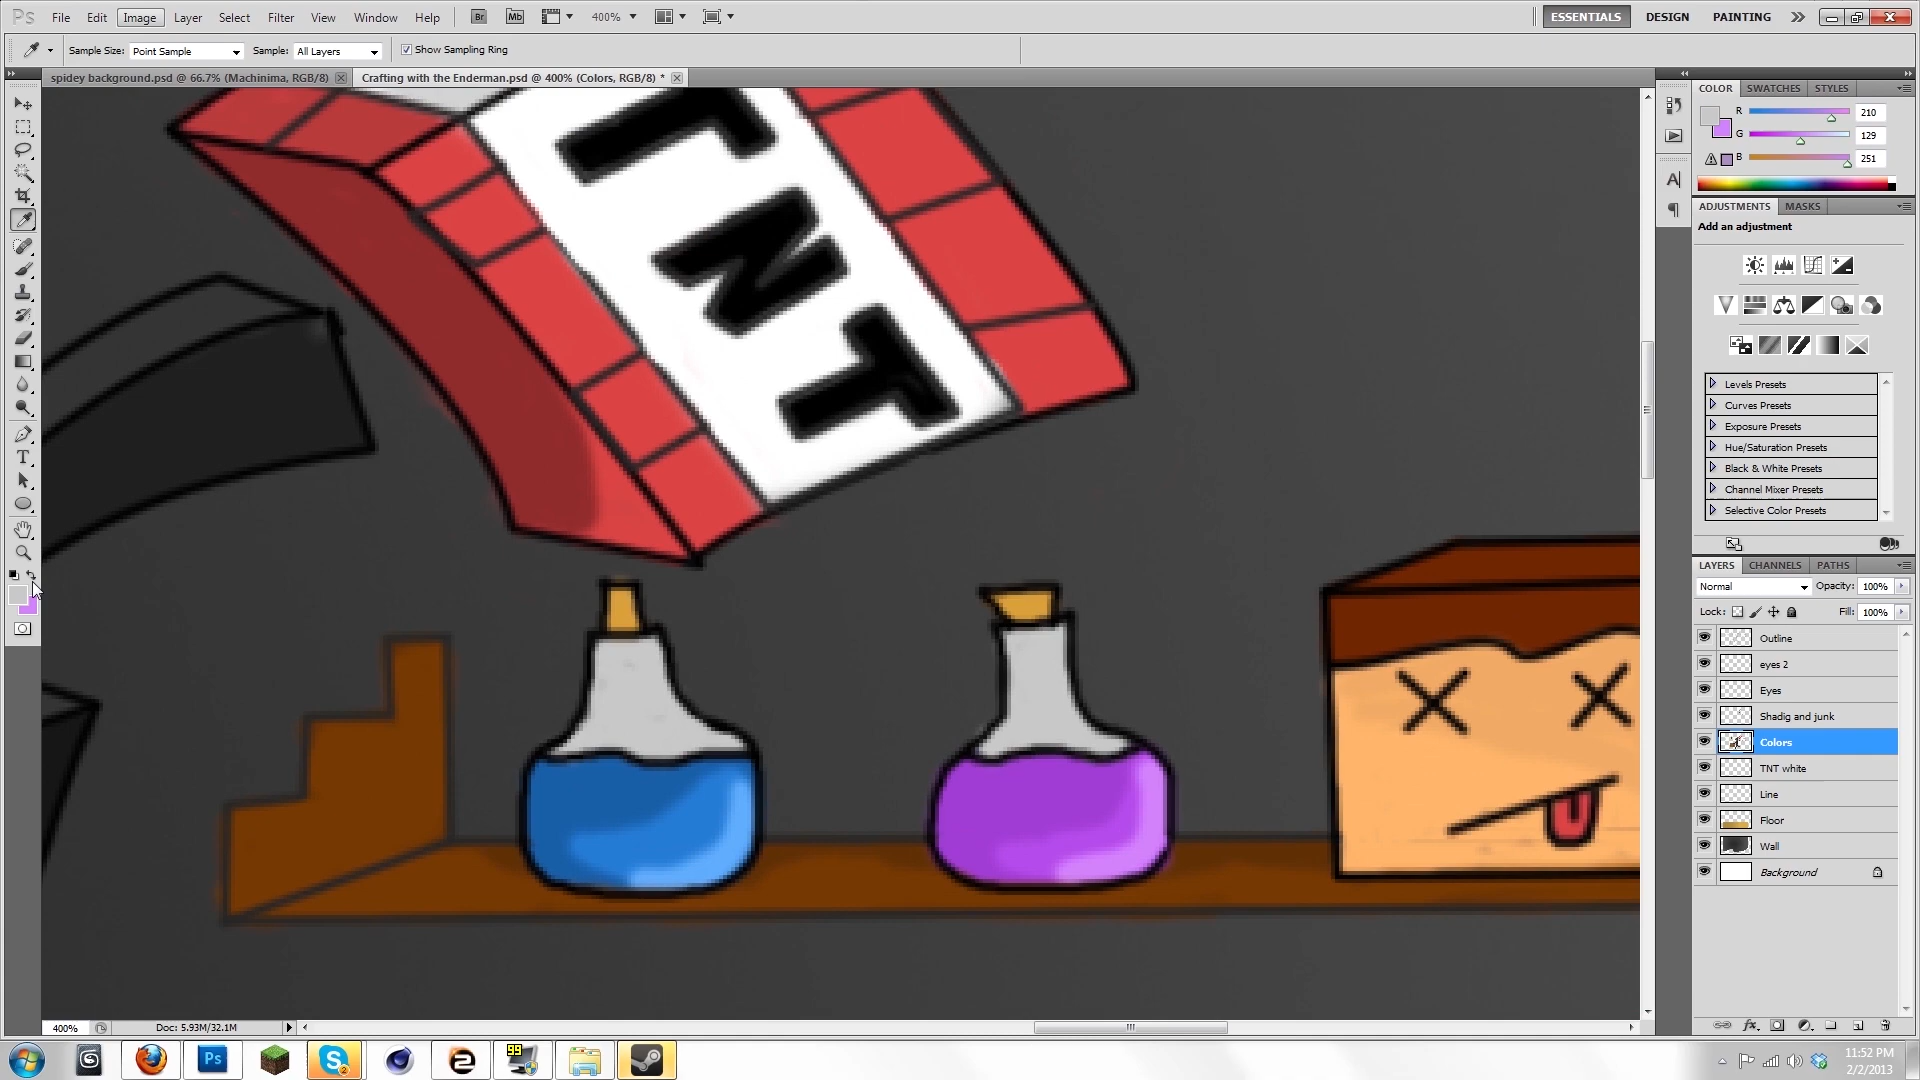 Ps File Edit Image Layer Select Filter View Window Help Br Mb 400% ESSENTIALS DESIGN PAINTING
Sample Size: Point Sample Sample: All Layers Show Sampling Ring
spidey background.psd @ 66.7% (Machinima, RGB/8) Crafting with the Enderman.psd @ 400% (Colors, RGB/8) *
COLOR SWATCHES STYLES
R 210
G 129
B 251
ADJUSTMENTS MASKS
Add an adjustment
Levels Presets
Curves Presets
Exposure Presets
Hue/Saturation Presets
Black & White Presets
Channel Mixer Presets
Selective Color Presets
LAYERS CHANNELS PATHS
Normal Opacity: 100%
Lock: Fill: 100%
Outline
eyes 2
Eyes
Shadig and junk
Colors
TNT white
Line
Floor
Wall
Background
TNT
400% Doc: 5.93M/32.1M
Ps 2 99
11:52 PM
2/2/2013